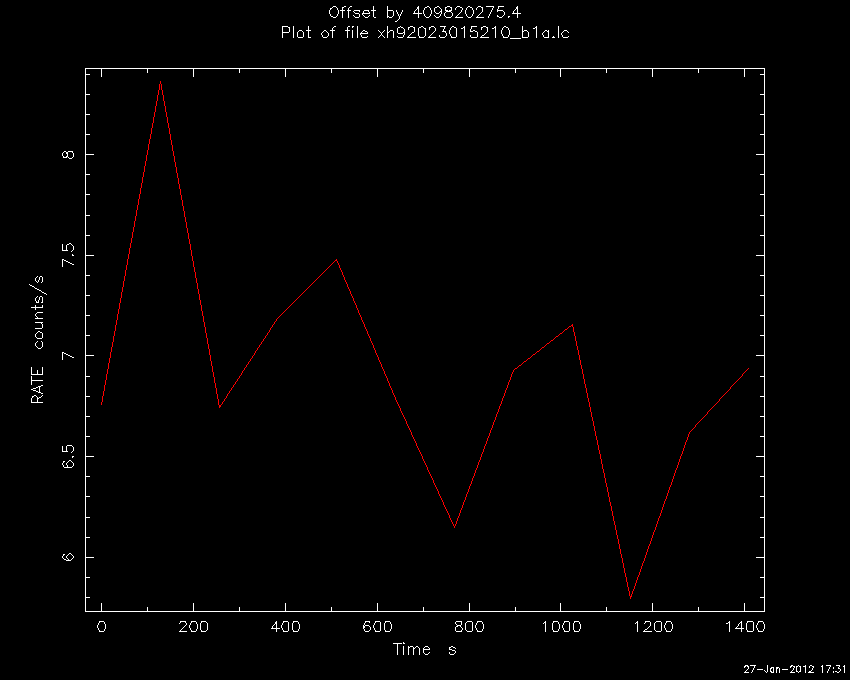 Offset by 409820275.4
Plot of file xh92023015210_b1a.lc
8
7.5
7
6.5
6
RATE counts/s
0 200 400 600 800 1000 1200 1400
Time s
27-Jan-2012 17:31